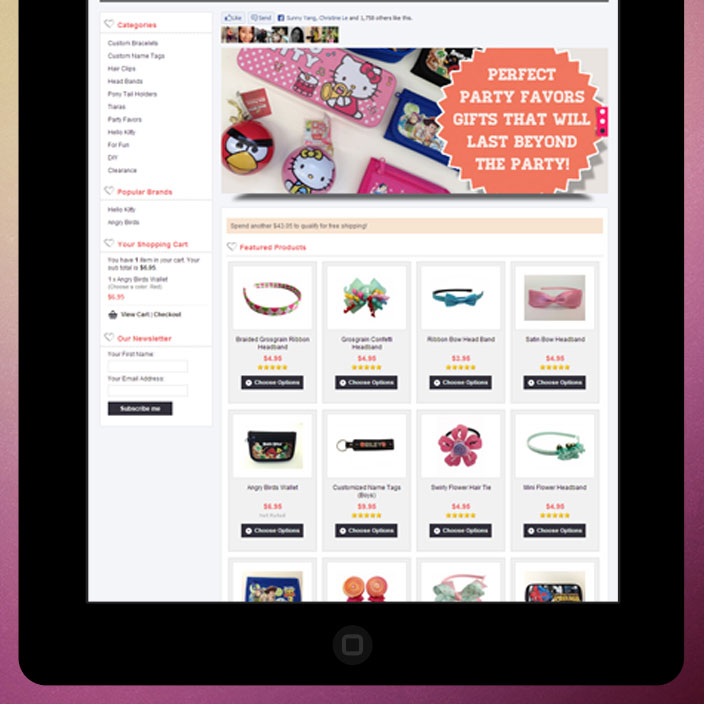 Categories
Custom Bracelets
Custom Name Tags
Hair Clips
Head Bands
Pony Tail Holders
Tiaras
Party Favors
Hello Kitty
For Fun
DIY
Clearance
Popular Brands
Hello Kitty
Angry Birds
Your Shopping Cart
You have 1 item in your cart. Your
sub total is $6.95
1 x Angry Birds Wallet
(Choose a color: Red)
$6.95
View Cart | Checkout
Our Newsletter
Your First Name:
Your Email Address:
Subscribe me
Like Send Sunny Yang, Christine Le and 1,758 others like this.
PERFECT
PARTY FAVORS
GIFTS THAT WILL
LAST BEYOND
THE PARTY!
Spend another $43.05 to qualify for free shipping!
Featured Products
Braided Grosgrain Ribbon
Headband
$4.95
Choose Options
Grosgrain Confetti
Headband
$4.95
Choose Options
Ribbon Bow Head Band
$3.95
Choose Options
Satin Bow Headband
$4.95
Choose Options
Angry Birds Wallet
$6.95
Choose Options
Customized Name Tags
(Boys)
$9.95
Choose Options
Swirly Flower Hair Tie
$4.95
Choose Options
Mini Flower Headband
$4.95
Choose Options